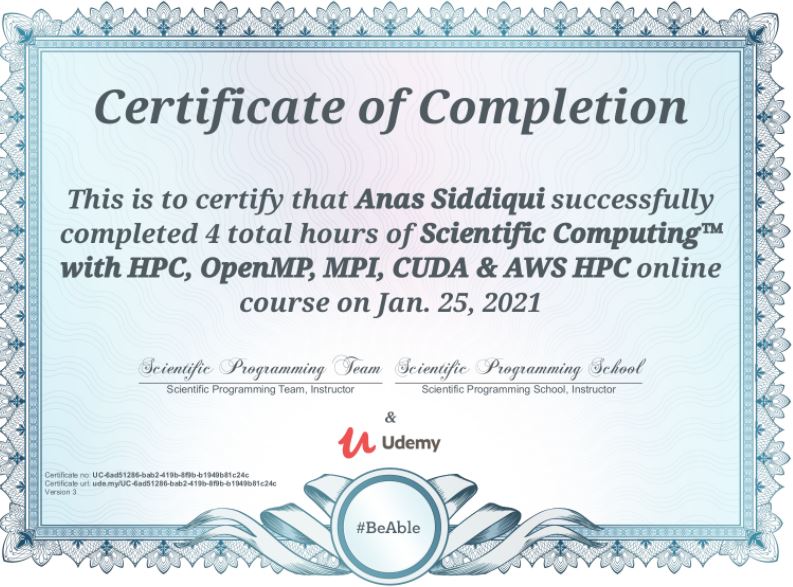 Certificate of Completion
This is to certify that Anas Siddiqui successfully
completed 4 total hours of Scientific Computing™
with HPC, OpenMP, MPI, CUDA & AWS HPC online
course on Jan. 25, 2021
Scientific Programming Team Scientific Programming School
Scientific Programming Team, Instructor Scientific Programming School, Instructor
&
Udemy
Certificate no: UC-6ad51286-bab2-419b-8f9b-b1949b81c24c
Certificate url: ude.my/UC-6ad51286-bab2-419b-8f9b-b1949b81c24c
Version 3
#BeAble